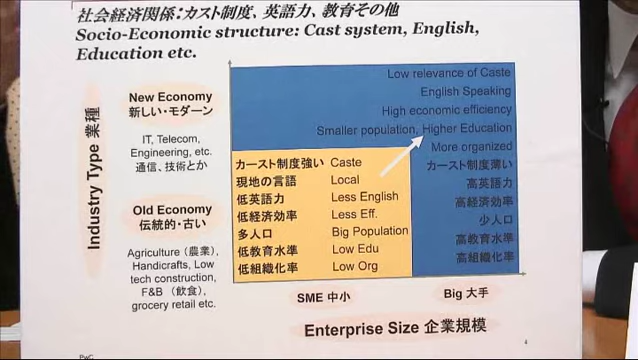 社会経済関係：カスト制度、英語力、教育その他
Socio-Economic structure: Cast system, English,
Education etc.
Industry Type 業種
New Economy
新しい・モダーン
IT, Telecom,
Engineering, etc.
通信、技術とか
Old Economy
伝統的・古い
Agriculture（農業）,
Handicrafts, Low
tech construction,
F&B（飲食）,
grocery retail etc.
Low relevance of Caste
English Speaking
High economic efficiency
Smaller population, Higher Education
More organized
カースト制度薄い
高英語力
高経済効率
少人口
高教育水準
高組織化率
カースト制度強い Caste
現地の言語 Local
低英語力 Less English
低経済効率 Less Eff.
多人口 Big Population
低教育水準 Low Edu
低組織化率 Low Org
SME 中小
Big 大手
Enterprise Size 企業規模
PwC